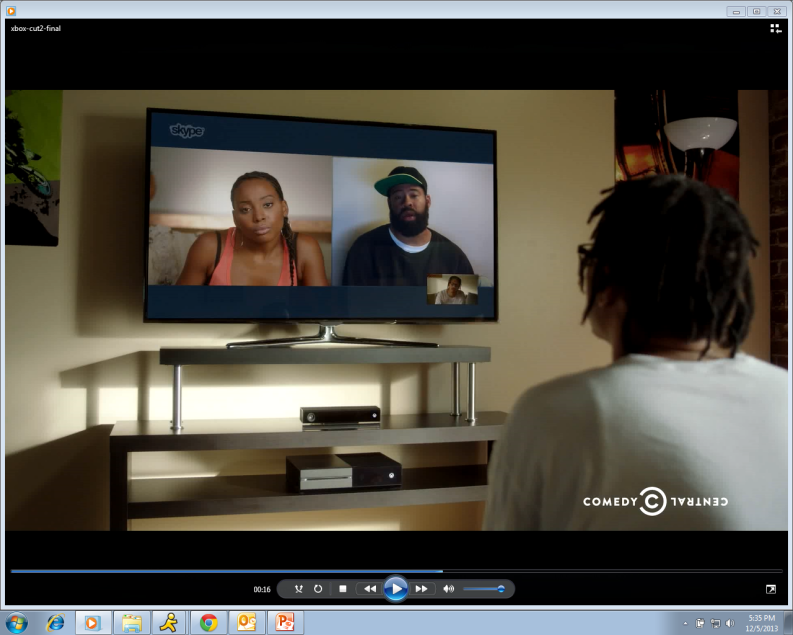 xbox-cut2-final
skype
COMEDY CENTRAL
00:16
5:35 PM
12/5/2013